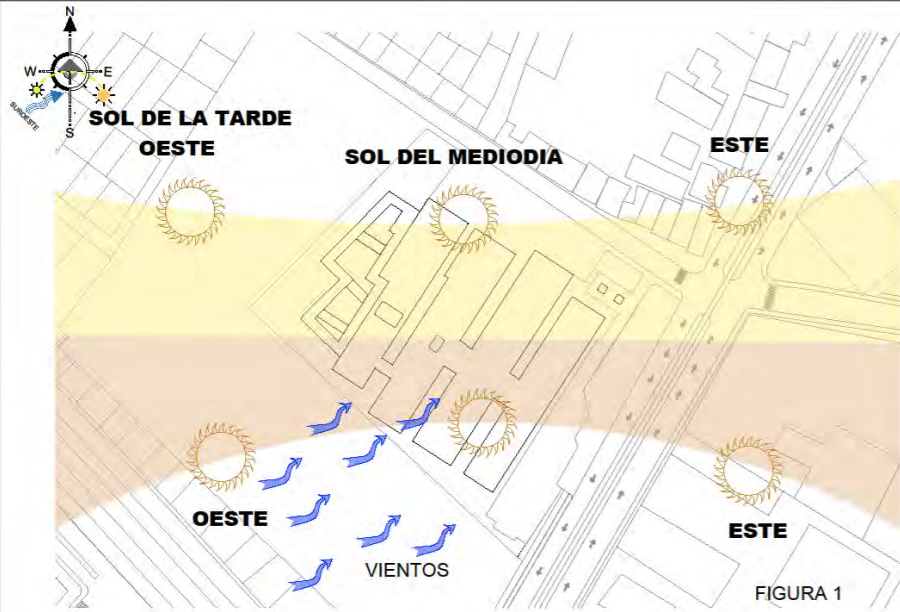 N
W
E
S
SUROESTE
SOL DE LA TARDE
OESTE
SOL DEL MEDIODIA
ESTE
OESTE
ESTE
VIENTOS
FIGURA 1